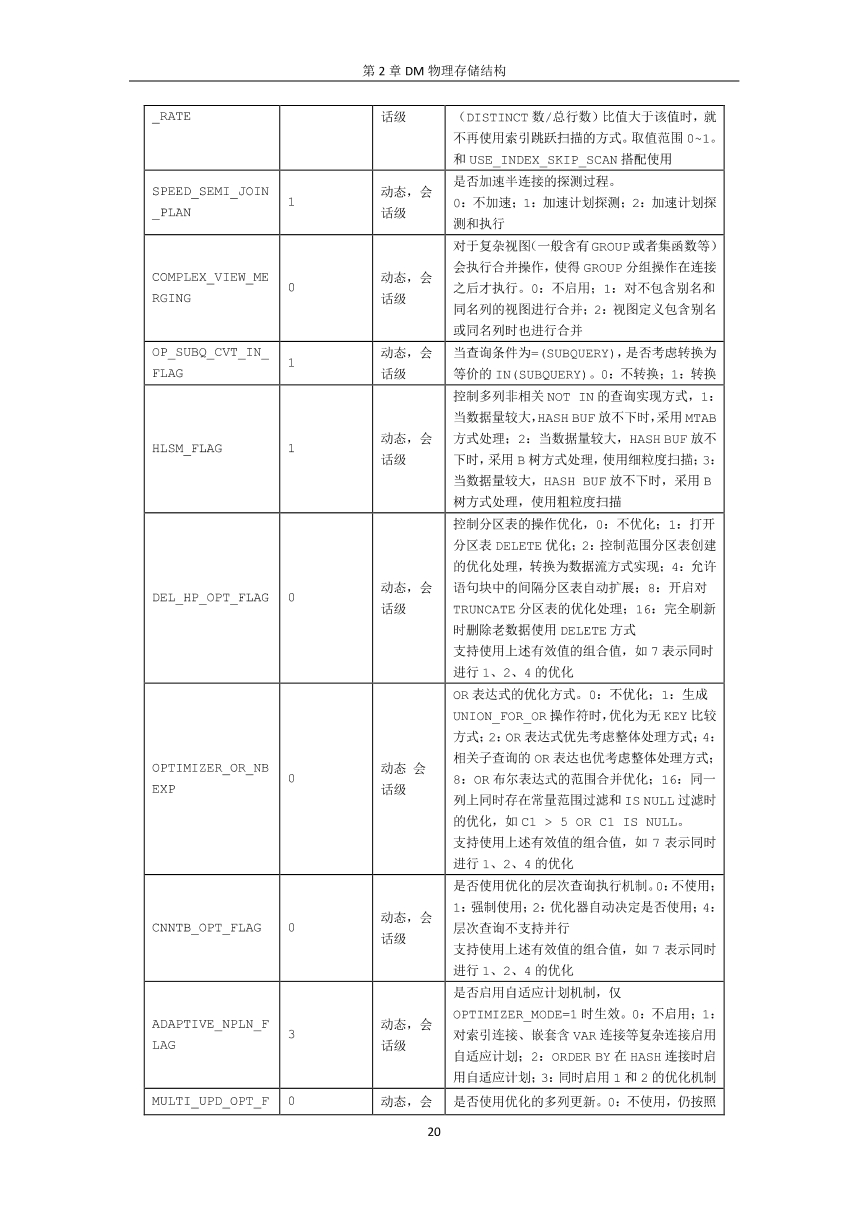 第 2 章 DM 物理存储结构
_RATE
话级
（DISTINCT 数/总行数）比值大于该值时，就
不再使用索引跳跃扫描的方式。取值范围 0~1。
和 USE_INDEX_SKIP_SCAN 搭配使用
SPEED_SEMI_JOIN
_PLAN
1
动态，会
话级
是否加速半连接的探测过程。
0：不加速；1：加速计划探测；2：加速计划探
测和执行
COMPLEX_VIEW_ME
RGING
0
动态，会
话级
对于复杂视图（一般含有 GROUP 或者集函数等）
会执行合并操作，使得 GROUP 分组操作在连接
之后才执行。0：不启用；1：对不包含别名和
同名列的视图进行合并；2：视图定义包含别名
或同名列时也进行合并
OP_SUBQ_CVT_IN_
FLAG
1
动态，会
话级
当查询条件为=(SUBQUERY)，是否考虑转换为
等价的 IN(SUBQUERY)。0：不转换；1：转换
HLSM_FLAG
1
动态，会
话级
控制多列非相关 NOT IN 的查询实现方式，1：
当数据量较大，HASH BUF 放不下时，采用 MTAB
方式处理；2：当数据量较大，HASH BUF 放不
下时，采用 B 树方式处理，使用细粒度扫描；3：
当数据量较大，HASH BUF 放不下时，采用 B
树方式处理，使用粗粒度扫描
DEL_HP_OPT_FLAG
0
动态，会
话级
控制分区表的操作优化，0：不优化；1：打开
分区表 DELETE 优化；2：控制范围分区表创建
的优化处理，转换为数据流方式实现；4：允许
语句块中的间隔分区表自动扩展；8：开启对
TRUNCATE 分区表的优化处理；16：完全刷新
时删除老数据使用 DELETE 方式
支持使用上述有效值的组合值，如 7 表示同时
进行 1、2、4 的优化
OPTIMIZER_OR_NB
EXP
0
动态 会
话级
OR 表达式的优化方式。0：不优化；1：生成
UNION_FOR_OR 操作符时，优化为无 KEY 比较
方式；2：OR 表达式优先考虑整体处理方式；4：
相关子查询的 OR 表达也优考虑整体处理方式；
8：OR 布尔表达式的范围合并优化；16：同一
列上同时存在常量范围过滤和 IS NULL 过滤时
的优化，如 C1 > 5 OR C1 IS NULL。
支持使用上述有效值的组合值，如 7 表示同时
进行 1、2、4 的优化
CNNTB_OPT_FLAG
0
动态，会
话级
是否使用优化的层次查询执行机制。0：不使用；
1：强制使用；2：优化器自动决定是否使用；4：
层次查询不支持并行
支持使用上述有效值的组合值，如 7 表示同时
进行 1、2、4 的优化
ADAPTIVE_NPLN_F
LAG
3
动态，会
话级
是否启用自适应计划机制，仅
OPTIMIZER_MODE=1 时生效。0：不启用；1：
对索引连接、嵌套含 VAR 连接等复杂连接启用
自适应计划；2：ORDER BY 在 HASH 连接时启
用自适应计划；3：同时启用 1 和 2 的优化机制
MULTI_UPD_OPT_F
0
动态，会
是否使用优化的多列更新。0：不使用，仍按照
20